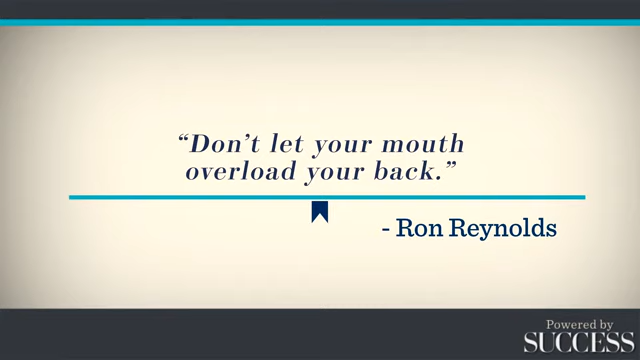 “Don’t let your mouth
overload your back.”
- Ron Reynolds
Powered by
SUCCESS